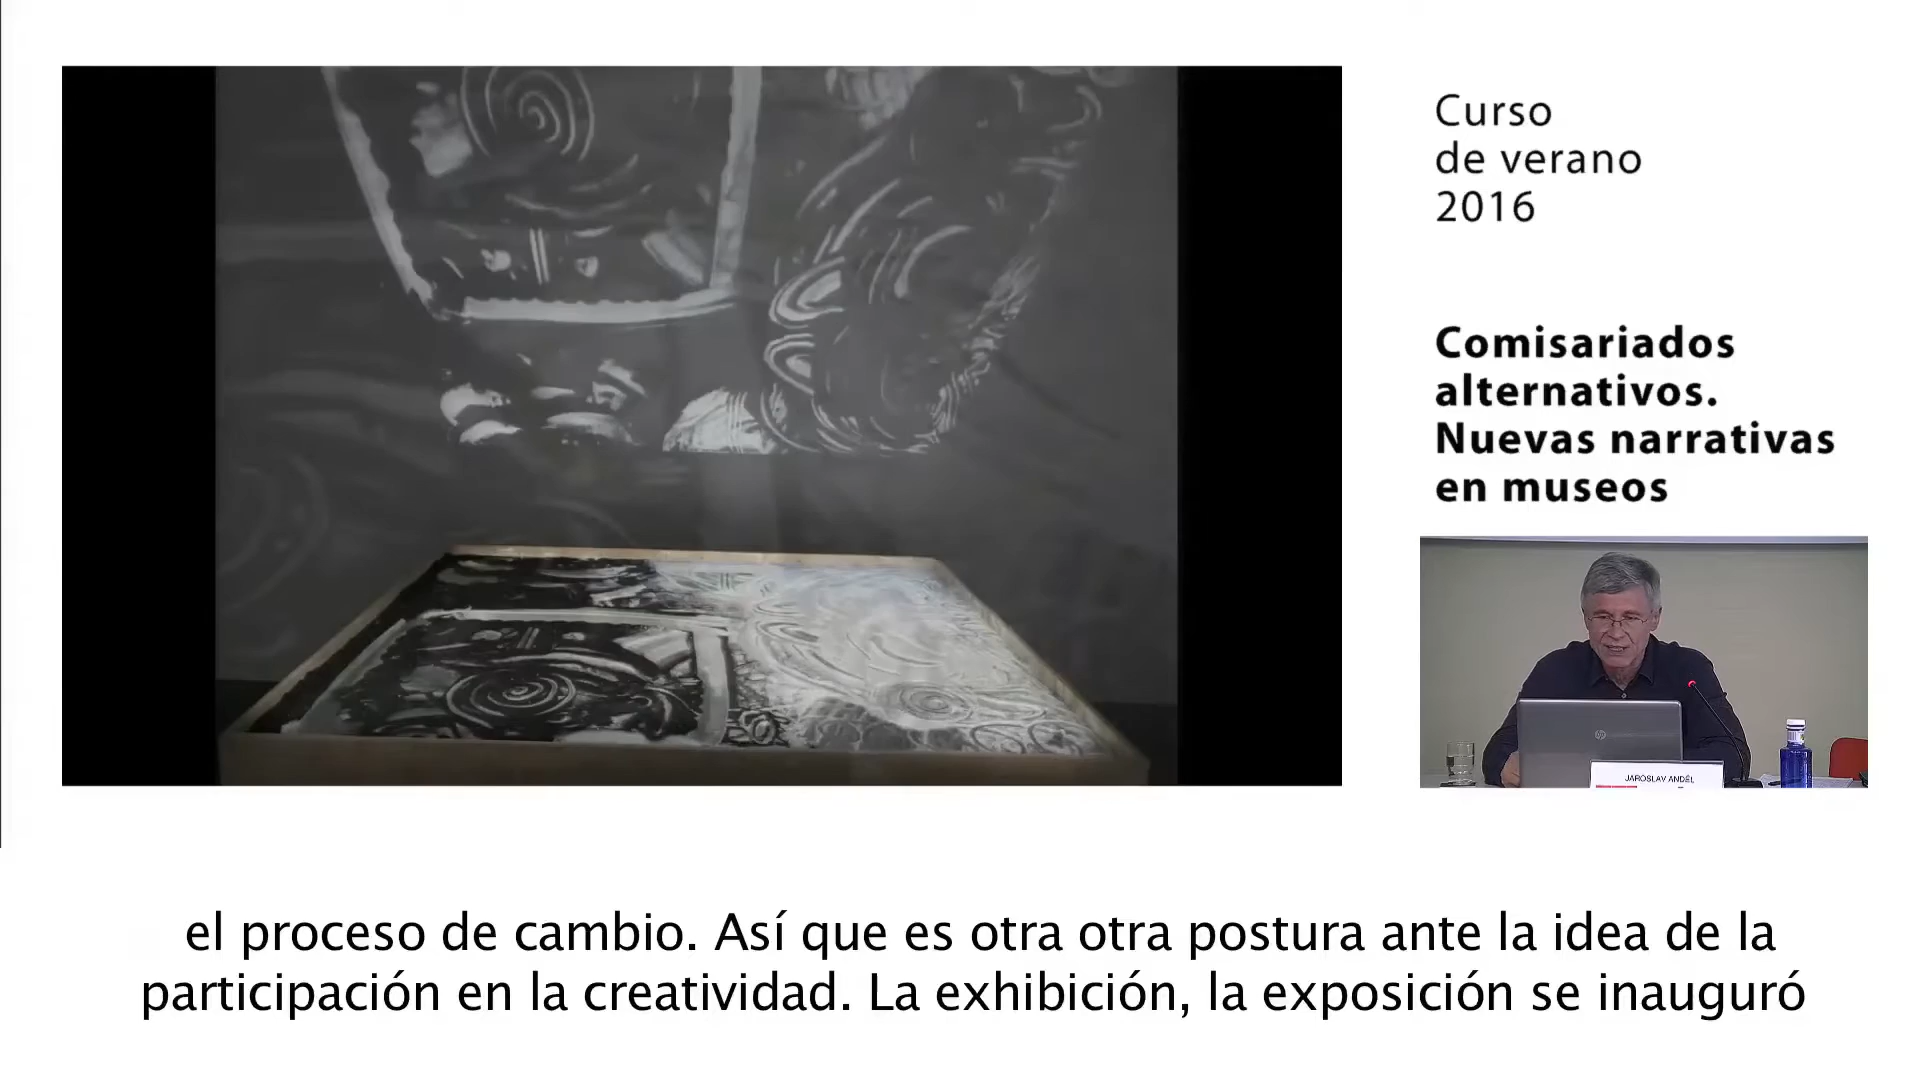 Curso
de verano
2016
Comisariados
alternativos.
Nuevas narrativas
en museos
hp
JAROSLAV ANDĚL
el proceso de cambio. Así que es otra otra postura ante la idea de la
participación en la creatividad. La exhibición, la exposición se inauguró